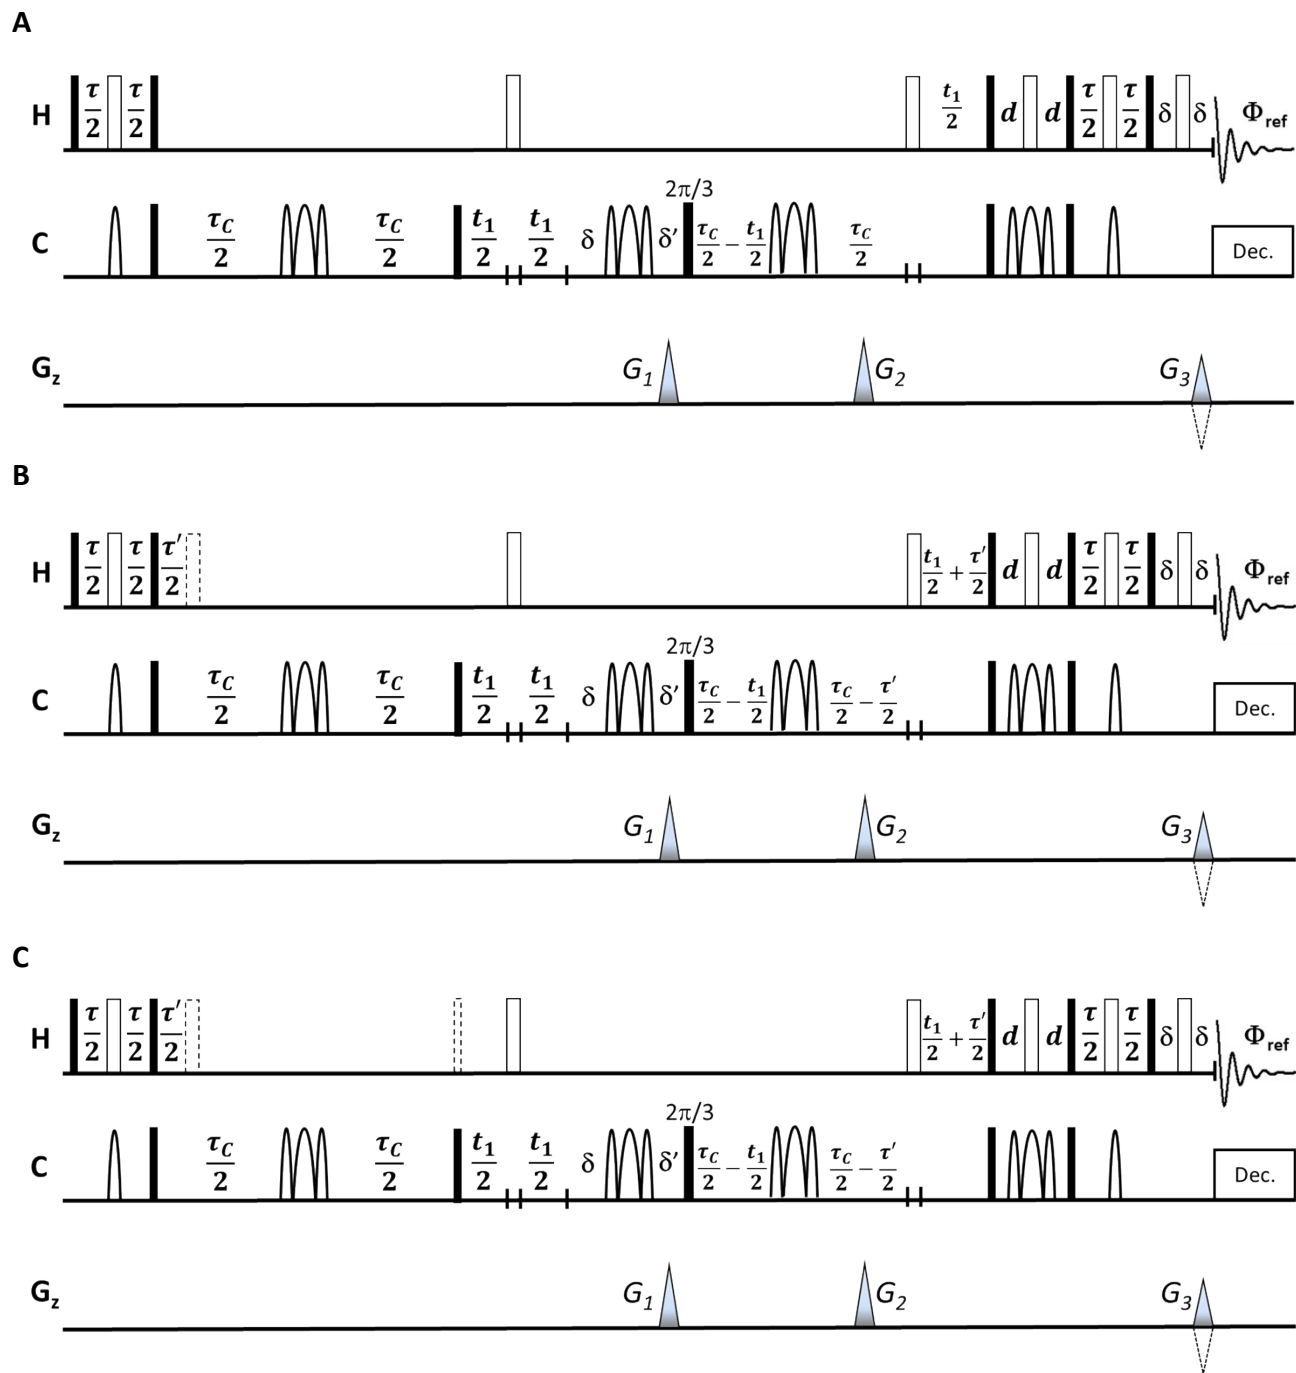 A
H τ/2 τ/2 t₁/2 d d τ/2 τ/2 δ δ Φref
2π/3
C τC/2 τC/2 t₁/2 t₁/2 δ δ′ τC/2 − t₁/2 τC/2 Dec.
Gz G1 G2 G3
B
H τ/2 τ/2 τ′/2 t₁/2 + τ′/2 d d τ/2 τ/2 δ δ Φref
2π/3
C τC/2 τC/2 t₁/2 t₁/2 δ δ′ τC/2 − t₁/2 τC/2 − τ′/2 Dec.
Gz G1 G2 G3
C
H τ/2 τ/2 τ′/2 t₁/2 + τ′/2 d d τ/2 τ/2 δ δ Φref
2π/3
C τC/2 τC/2 t₁/2 t₁/2 δ δ′ τC/2 − t₁/2 τC/2 − τ′/2 Dec.
Gz G1 G2 G3